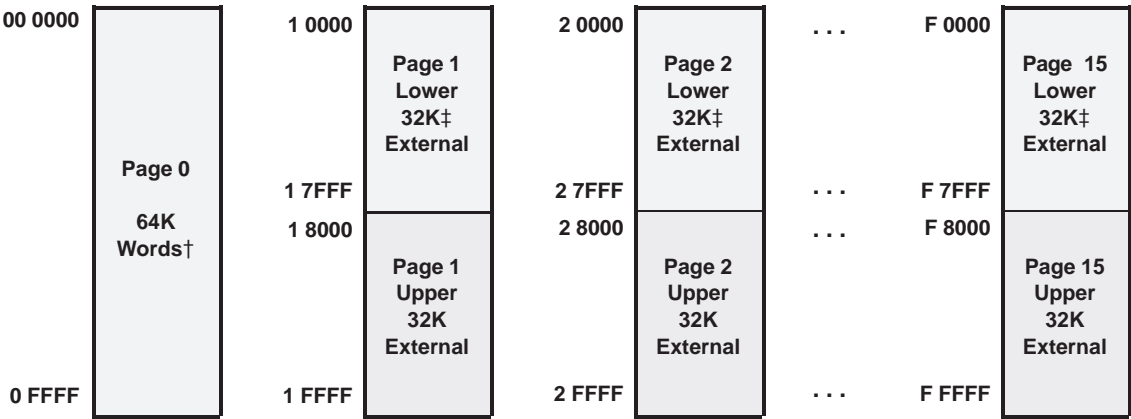 00 0000
1 0000
2 0000
. . .
F 0000
Page 1
Lower
32K‡
External
Page 2
Lower
32K‡
External
Page 15
Lower
32K‡
External
Page 0
64K
Words†
1 7FFF
2 7FFF
. . .
F 7FFF
1 8000
2 8000
. . .
F 8000
Page 1
Upper
32K
External
Page 2
Upper
32K
External
Page 15
Upper
32K
External
0 FFFF
1 FFFF
2 FFFF
. . .
F FFFF